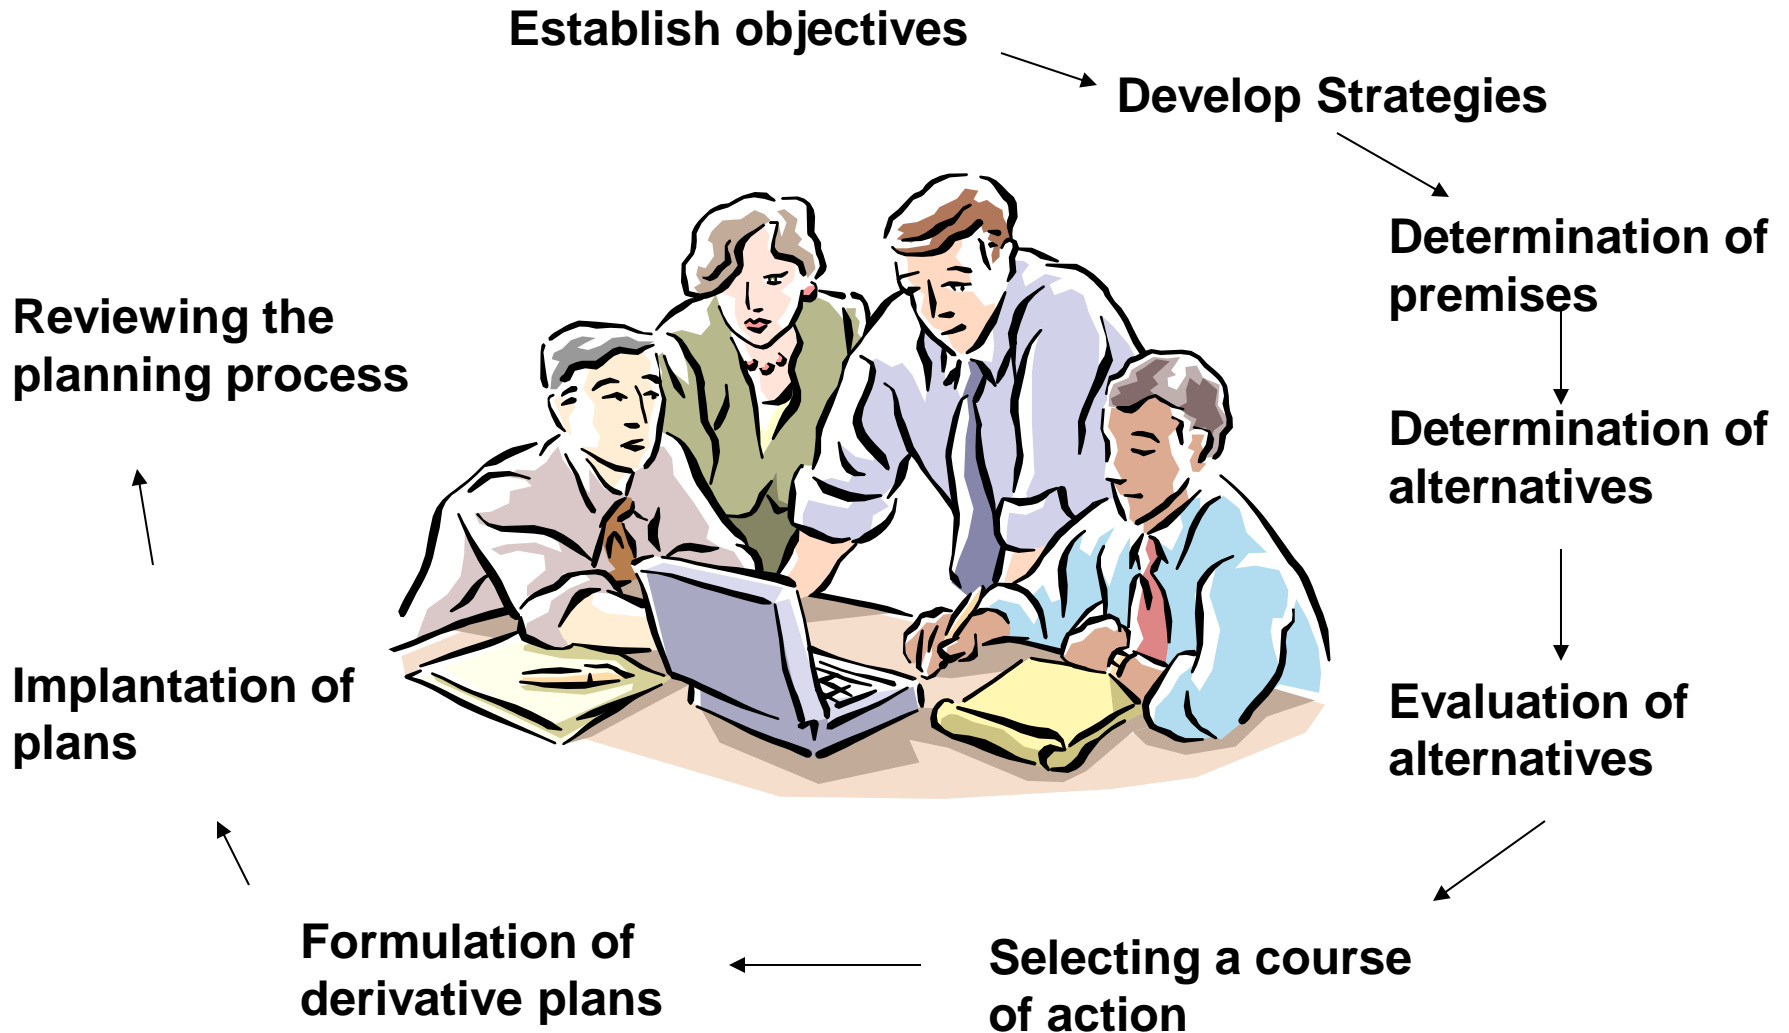 Establish objectives
Develop Strategies
Determination of
premises
Determination of
alternatives
Evaluation of
alternatives
Selecting a course
of action
Formulation of
derivative plans
Implantation of
plans
Reviewing the
planning process